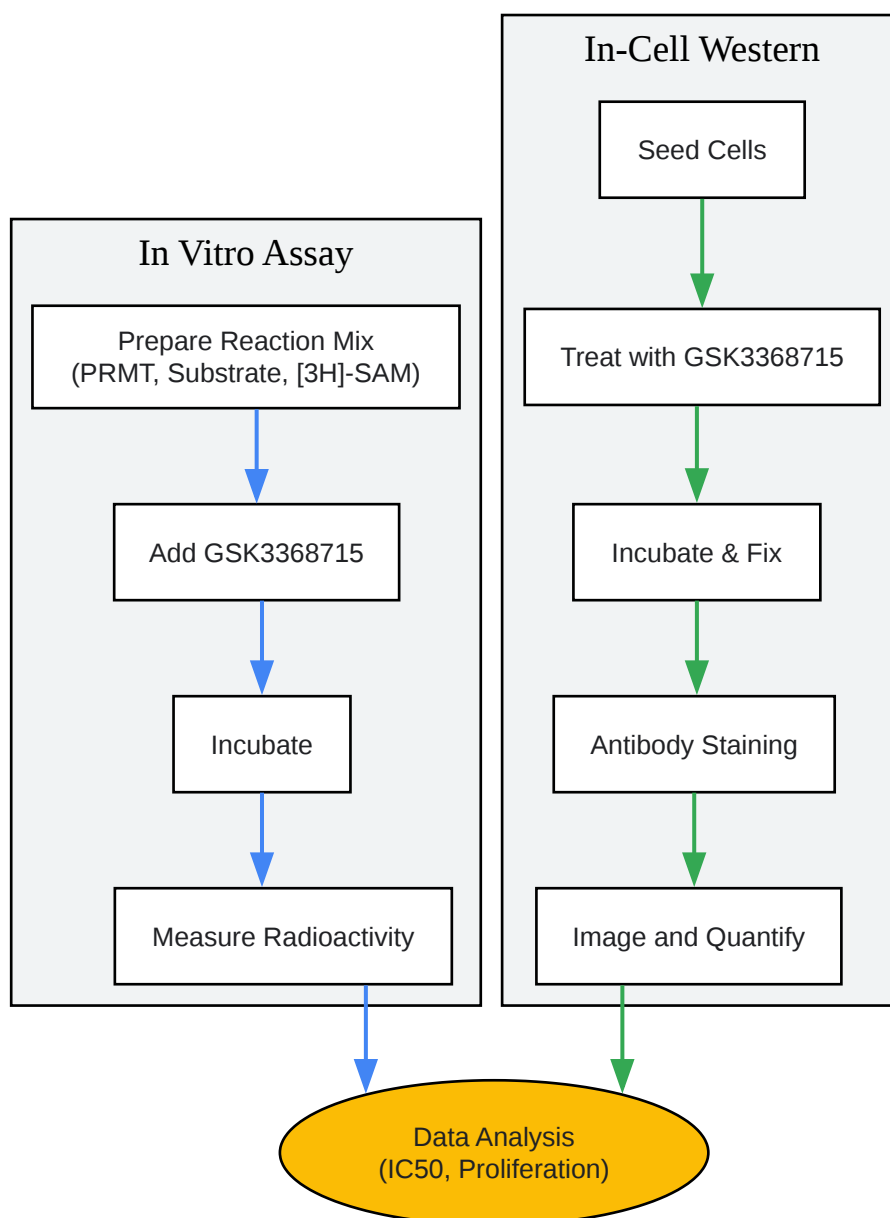 In Vitro Assay
Prepare Reaction Mix
(PRMT, Substrate, [3H]-SAM)
Add GSK3368715
Incubate
Measure Radioactivity
In-Cell Western
Seed Cells
Treat with GSK3368715
Incubate & Fix
Antibody Staining
Image and Quantify
Data Analysis
(IC50, Proliferation)